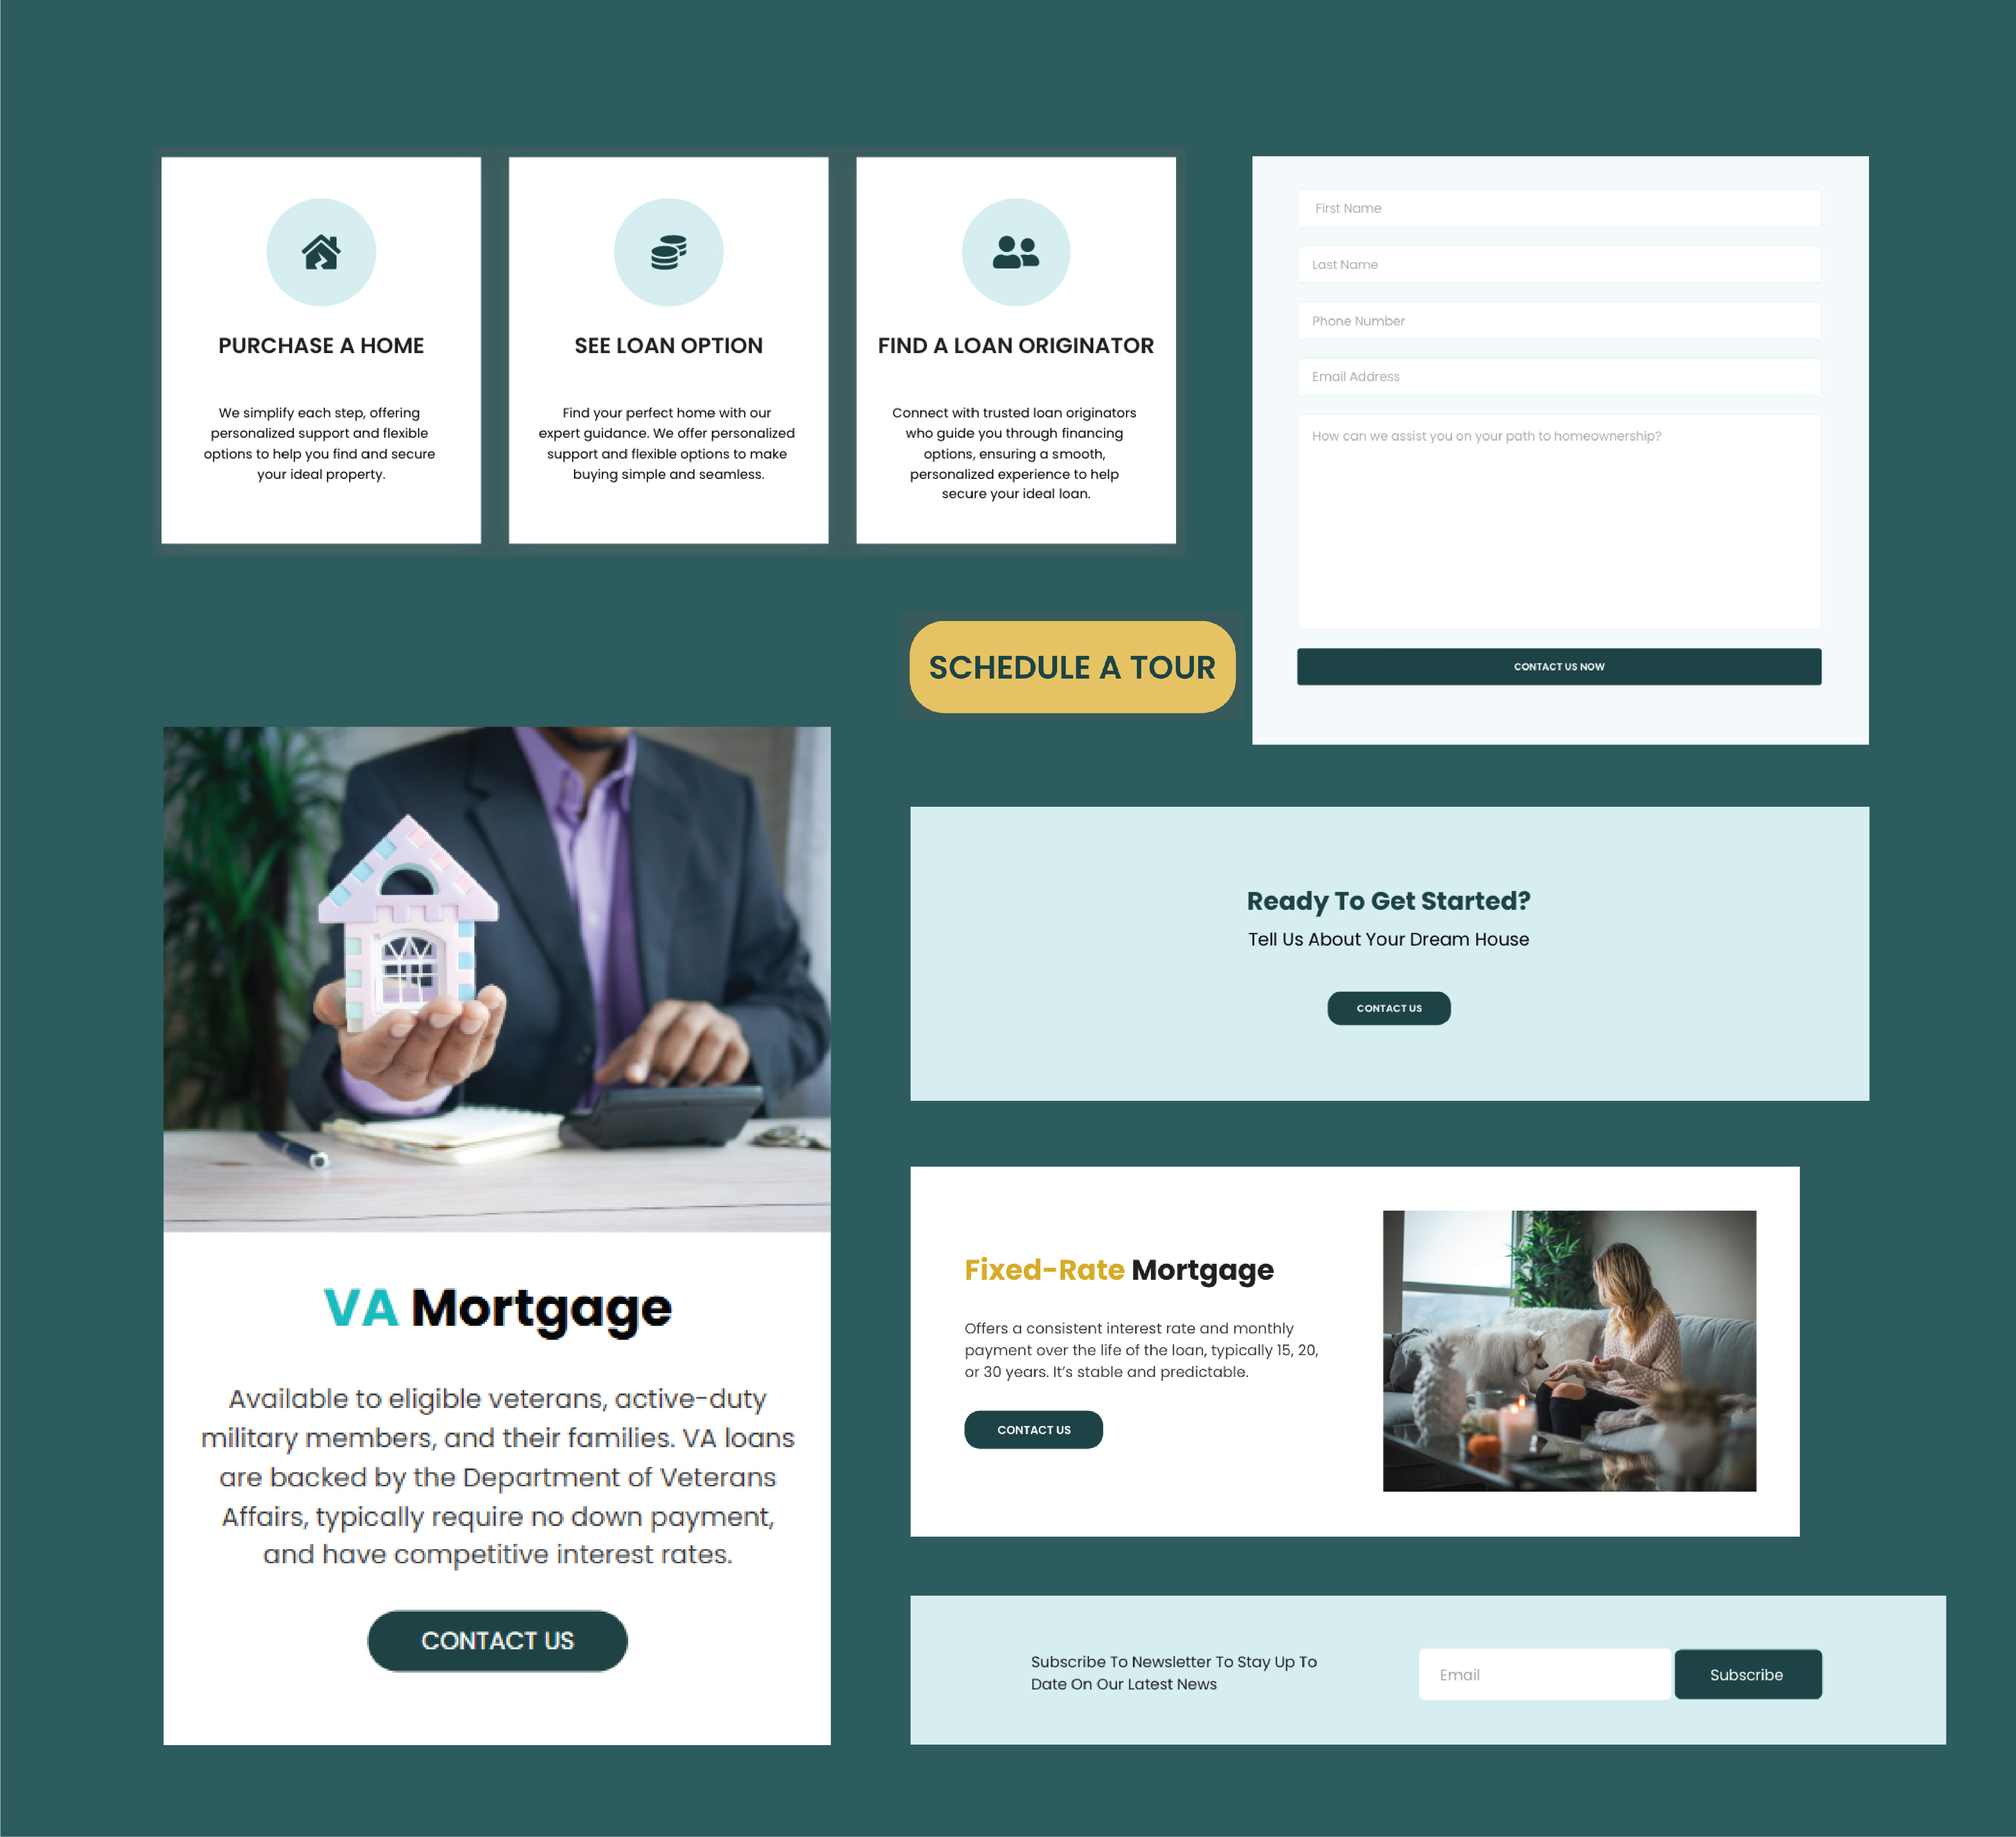 PURCHASE A HOME
We simplify each step, offering
personalized support and flexible
options to help you find and secure
your ideal property.
SEE LOAN OPTION
Find your perfect home with our
expert guidance. We offer personalized
support and flexible options to make
buying simple and seamless.
FIND A LOAN ORIGINATOR
Connect with trusted loan originators
who guide you through financing
options, ensuring a smooth,
personalized experience to help
secure your ideal loan.
First Name
Last Name
Phone Number
Email Address
How can we assist you on your path to homeownership?
CONTACT US NOW
SCHEDULE A TOUR
VA Mortgage
Available to eligible veterans, active-duty
military members, and their families. VA loans
are backed by the Department of Veterans
Affairs, typically require no down payment,
and have competitive interest rates.
CONTACT US
Ready To Get Started?
Tell Us About Your Dream House
CONTACT US
Fixed-Rate Mortgage
Offers a consistent interest rate and monthly
payment over the life of the loan, typically 15, 20,
or 30 years. It's stable and predictable.
CONTACT US
Subscribe To Newsletter To Stay Up To
Date On Our Latest News
Email
Subscribe